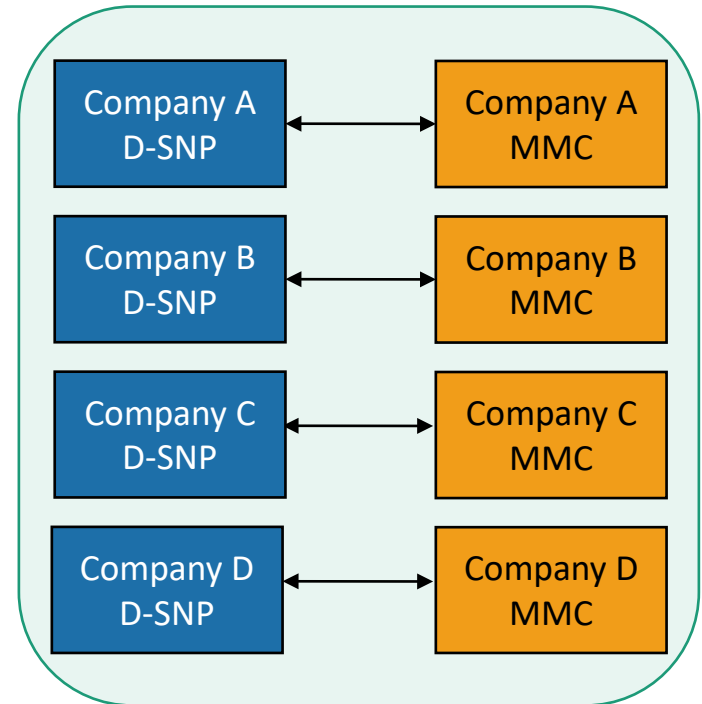 Company A
D-SNP
Company A
MMC
Company B
D-SNP
Company B
MMC
Company C
D-SNP
Company C
MMC
Company D
D-SNP
Company D
MMC